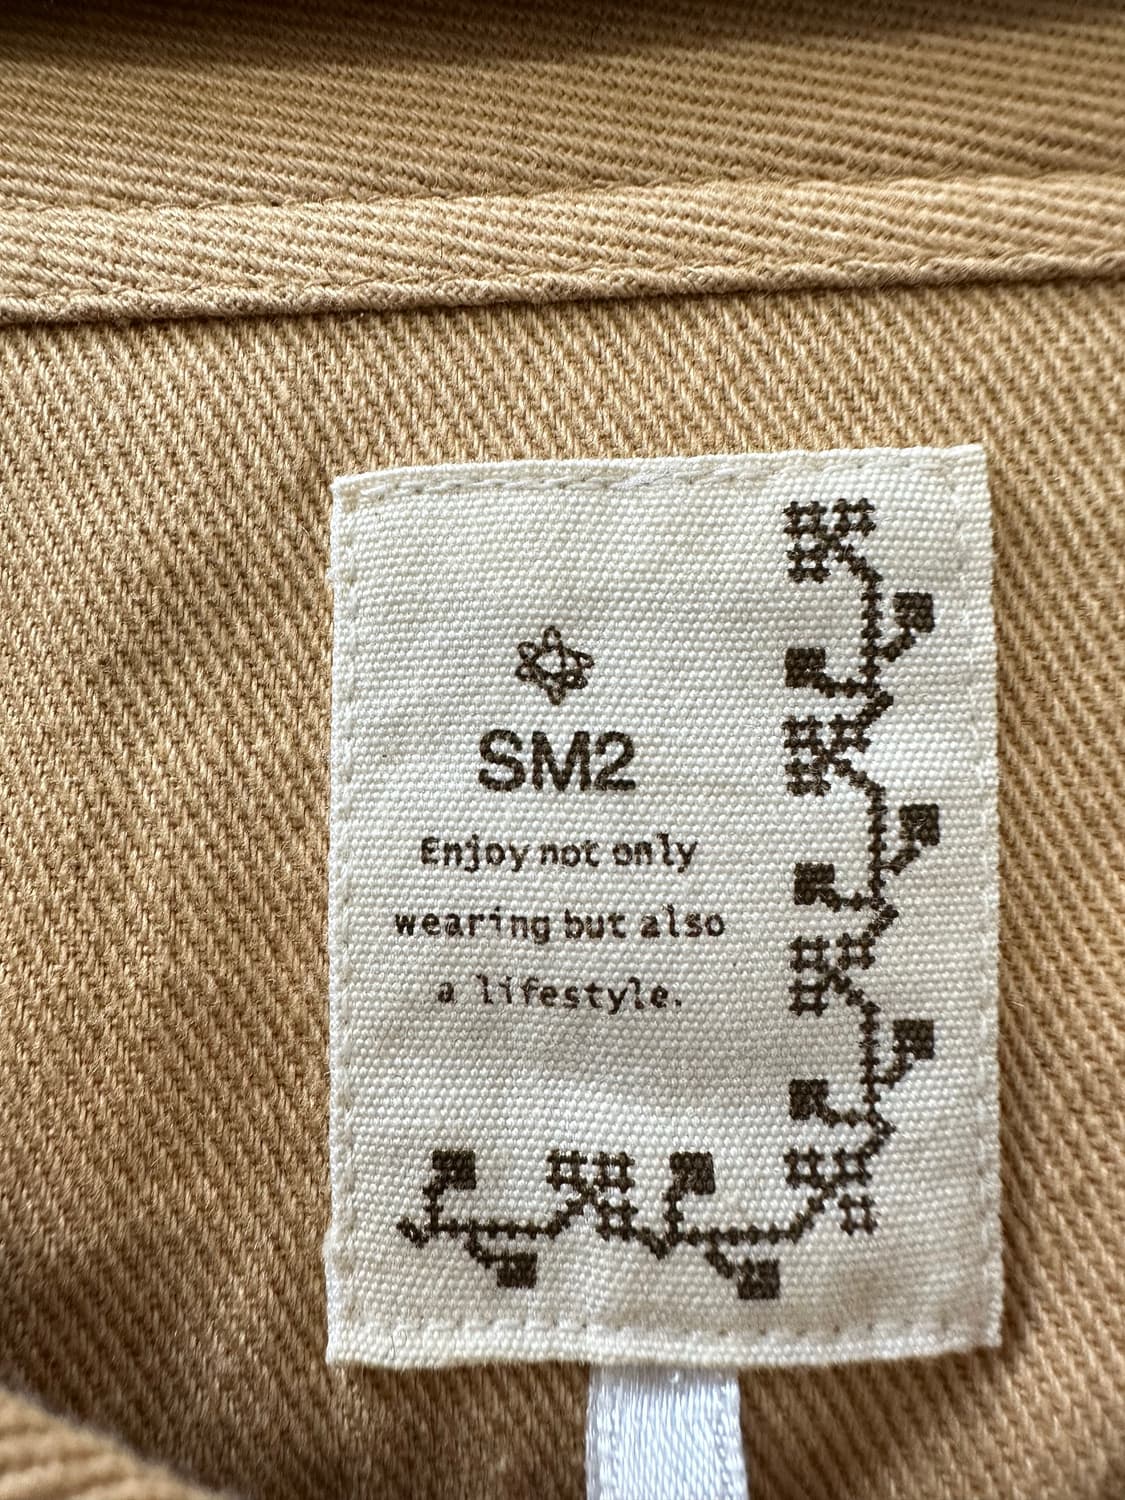 SM2
Enjoy not only
wearing but also
a lifestyle.